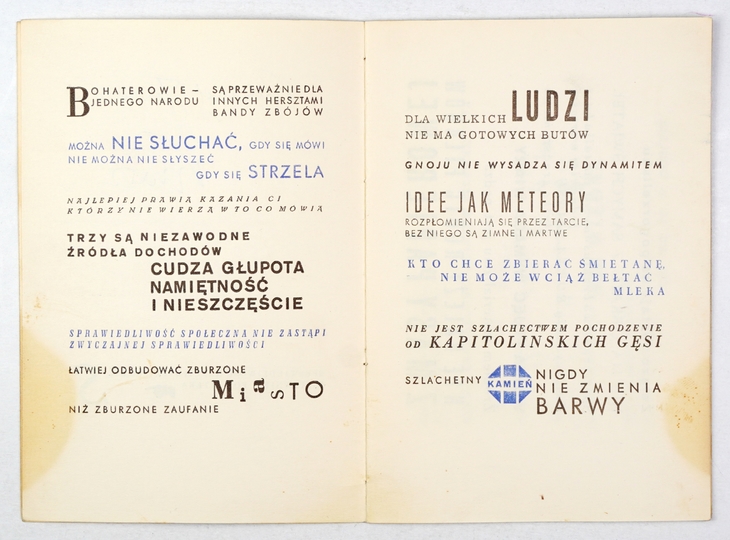 BOHATEROWIE – SĄ PRZEWAŻNIE DLA
JEDNEGO NARODU INNYCH HERSZTAMI
BANDY ZBÓJÓW
MOŻNA NIE SŁUCHAĆ, GDY SIĘ MÓWI
NIE MOŻNA NIE SŁYSZEĆ
GDY SIĘ STRZELA
NAJLEPIEJ PRAWIĄ KAZANIA CI
KTÓRZY NIE WIERZĄ W TO CO MÓWIĄ
TRZY SĄ NIEZAWODNE
ŹRÓDŁA DOCHODÓW
CUDZA GŁUPOTA
NAMIĘTNOŚĆ
I NIESZCZĘŚCIE
SPRAWIEDLIWOŚĆ SPOŁECZNA NIE ZASTĄPI
ZWYCZAJNEJ SPRAWIEDLIWOŚCI
ŁATWIEJ ODBUDOWAĆ ZBURZONE
MiaSTO
NIŻ ZBURZONE ZAUFANIE
DLA WIELKICH LUDZI
NIE MA GOTOWYCH BUTÓW
GNOJU NIE WYSADZA SIĘ DYNAMITEM
IDEE JAK METEORY
ROZPŁOMIENIAJĄ SIĘ PRZEZ TARCIE,
BEZ NIEGO SĄ ZIMNE I MARTWE
KTO CHCE ZBIERAĆ ŚMIETANĘ,
NIE MOŻE WCIĄŻ BEŁTAĆ
MLEKA
NIE JEST SZLACHECTWEM POCHODZENIE
OD KAPITOLIŃSKICH GĘSI
SZLACHETNY KAMIEŃ NIGDY
NIE ZMIENIA
BARWY